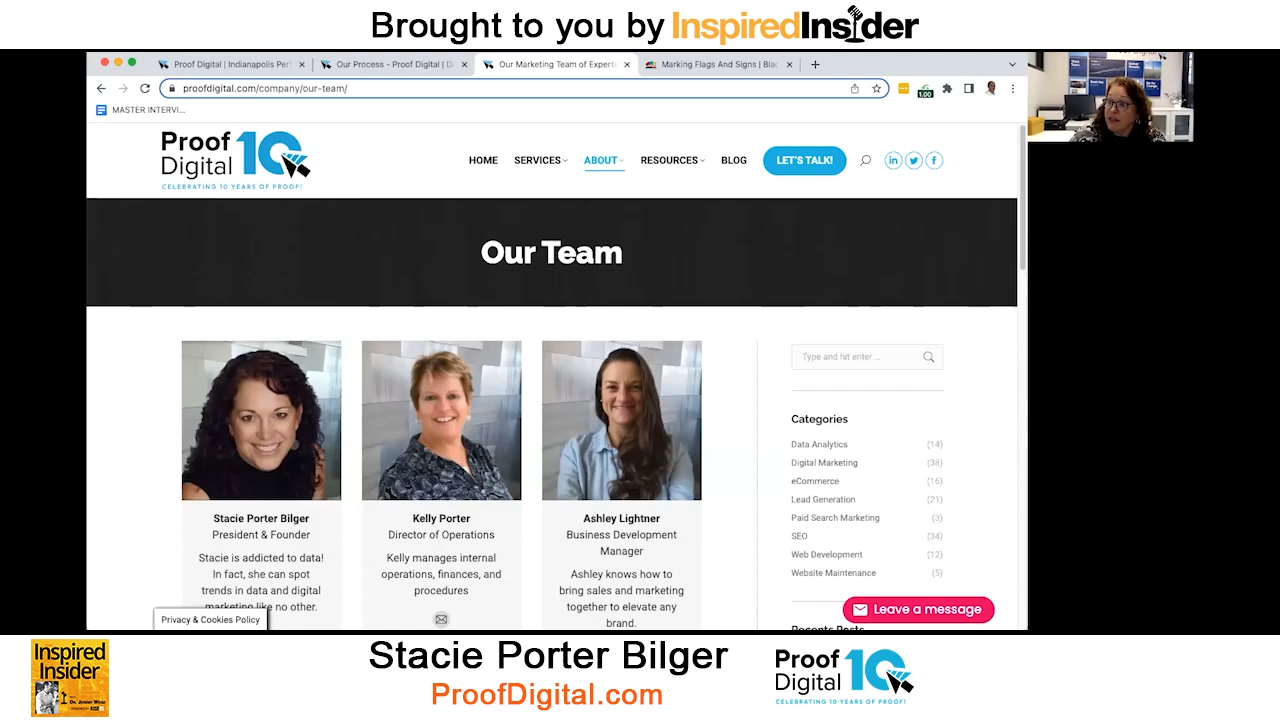 Brought to you by InspiredInsider
Proof Digital | Indianapolis Perf
Our Process - Proof Digital | D
Our Marketing Team of Experts
Marking Flags And Signs | Blac
proofdigital.com/company/our-team/
1.00
MASTER INTERVI...
Proof
Digital 10
CELEBRATING 10 YEARS OF PROOF!
HOME SERVICES ABOUT RESOURCES BLOG LET'S TALK!
Our Team
Stacie Porter Bilger
President & Founder
Stacie is addicted to data!
In fact, she can spot
trends in data and digital
marketing like no other.
Kelly Porter
Director of Operations
Kelly manages internal
operations, finances, and
procedures
Ashley Lightner
Business Development
Manager
Ashley knows how to
bring sales and marketing
together to elevate any
brand.
Type and hit enter ...
Categories
Data Analytics (14)
Digital Marketing (38)
eCommerce (16)
Lead Generation (21)
Paid Search Marketing (3)
SEO (34)
Web Development (12)
Website Maintenance (5)
Recents Posts
Leave a message
Privacy & Cookies Policy
Inspired
Insider
Stacie Porter Bilger
ProofDigital.com
Proof
Digital 10
CELEBRATING 10 YEARS OF PROOF!